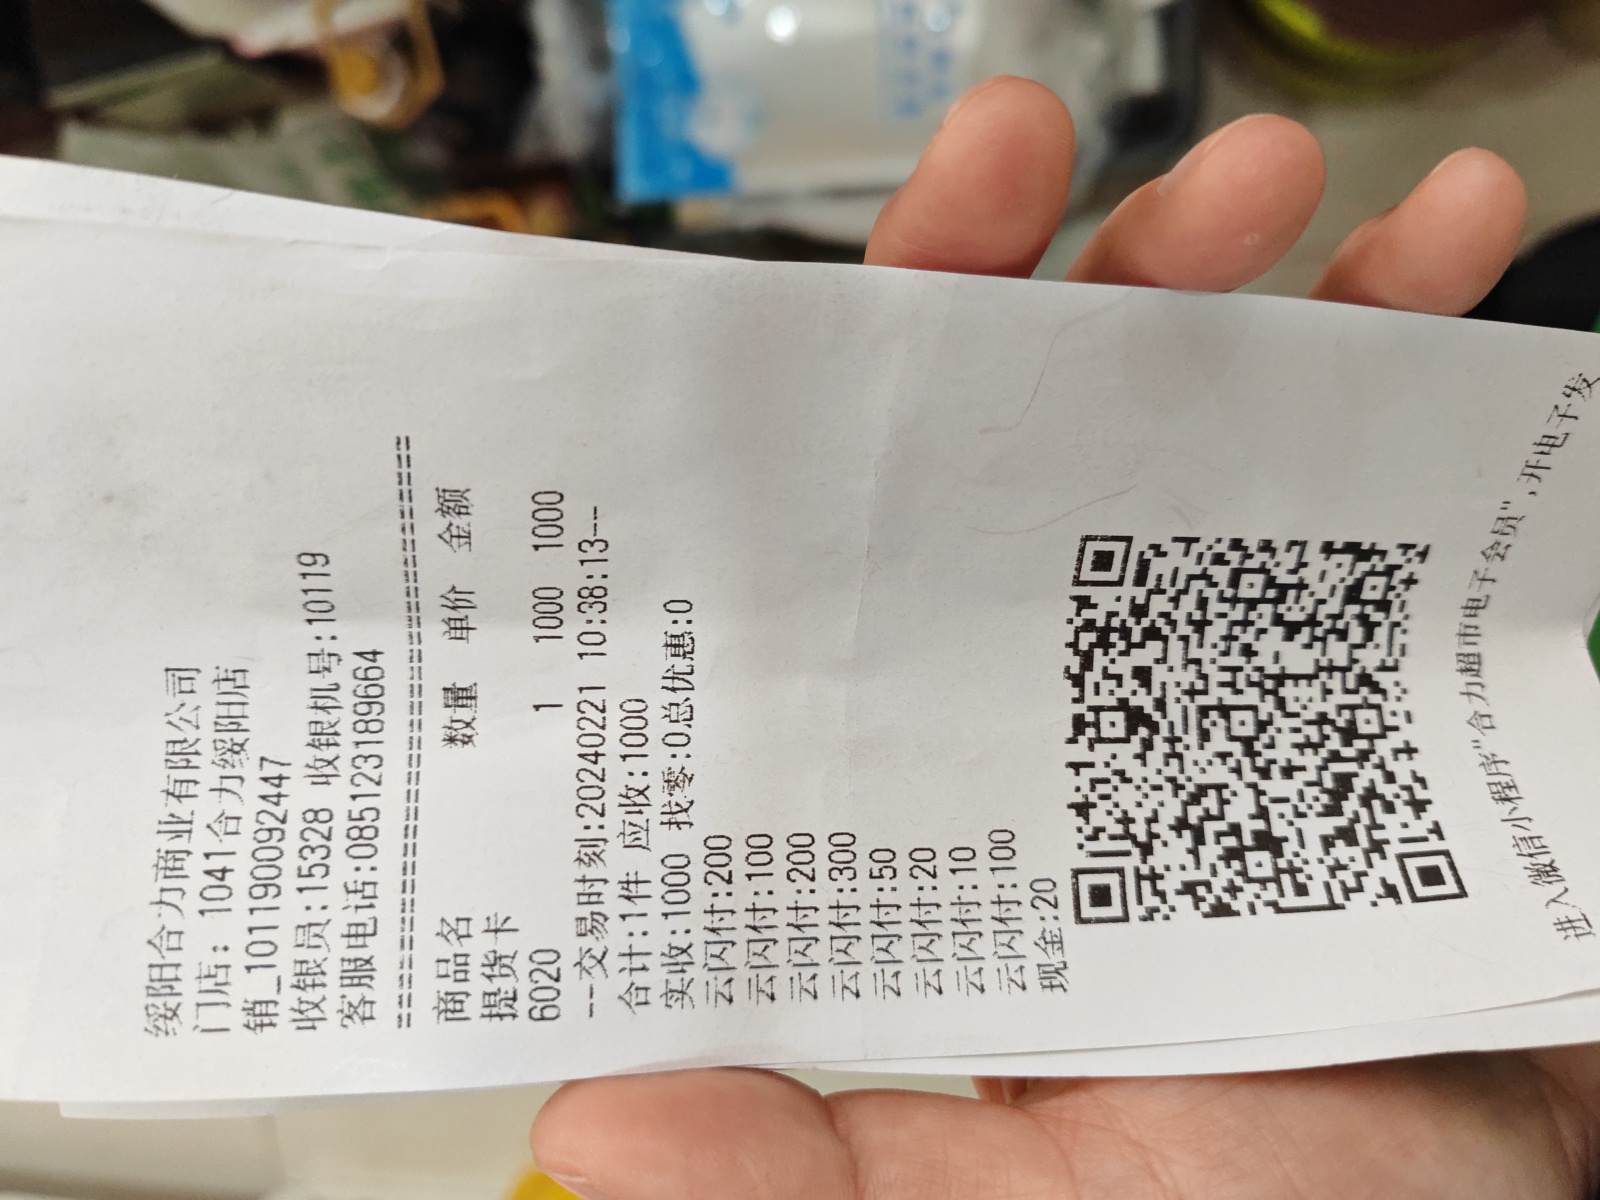 绥阳合力商业有限公司
门店: 1041合力绥阳店
销_101119009092447
收银员:15328 收银机号:10119
客服电话:085123189664
================================
商品名 数量 单价 金额
提货卡
6020 1 1000 1000
--交易时刻:20240221 10:38:13--
合计:1件 应收:1000
实收:1000 找零:0总优惠:0
云闪付:200
云闪付:100
云闪付:200
云闪付:300
云闪付:50
云闪付:20
云闪付:10
云闪付:100
现金:20
进入微信小程序"合力超市电子会员",开电子发